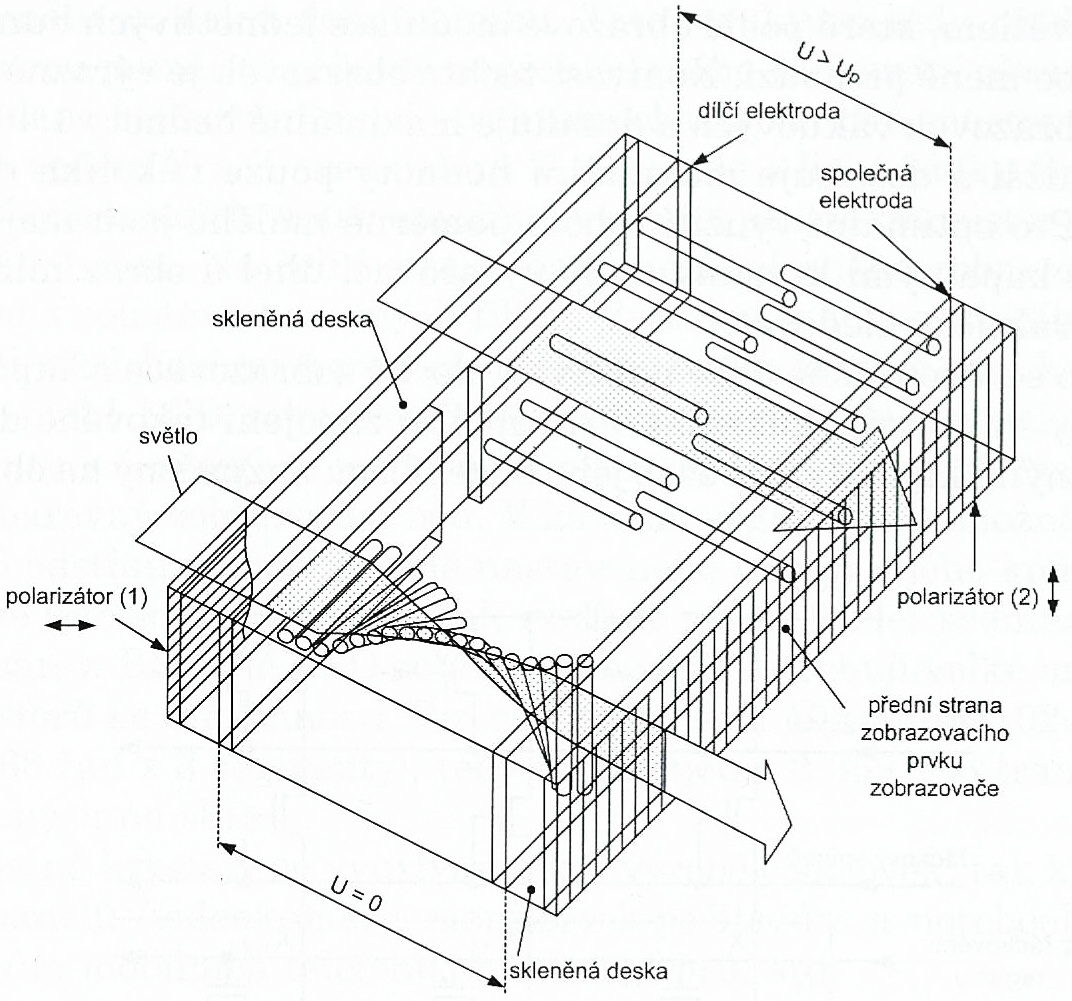 U > Up
dílčí elektroda
společná
elektroda
skleněná deska
světlo
polarizátor (1)
polarizátor (2)
přední strana
zobrazovacího
prvku
zobrazovače
U = 0
skleněná deska